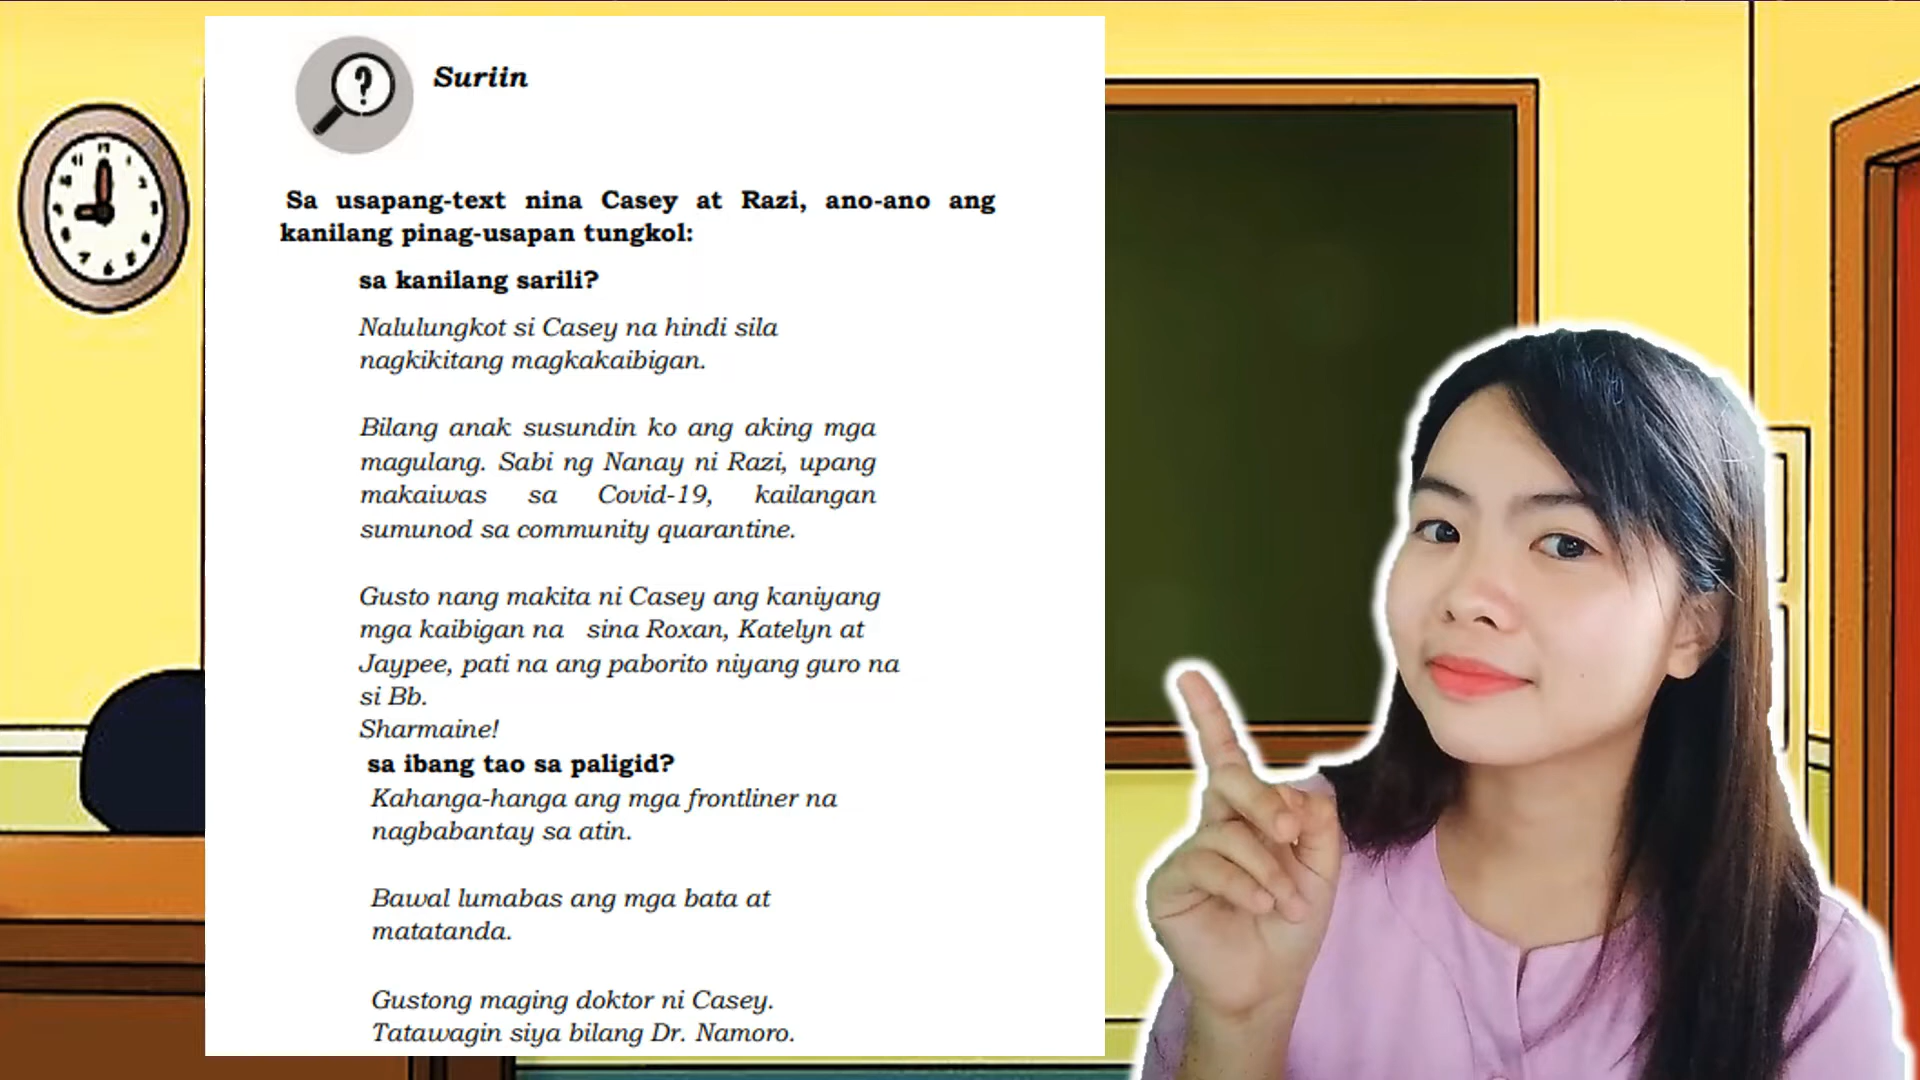 ?
Suriin
Sa usapang-text nina Casey at Razi, ano-ano ang
kanilang pinag-usapan tungkol:
sa kanilang sarili?
Nalulungkot si Casey na hindi sila
nagkikitang magkakaibigan.
Bilang anak susundin ko ang aking mga
magulang. Sabi ng Nanay ni Razi, upang
makaiwas sa Covid-19, kailangan
sumunod sa community quarantine.
Gusto nang makita ni Casey ang kaniyang
mga kaibigan na sina Roxan, Katelyn at
Jaypee, pati na ang paborito niyang guro na
si Bb.
Sharmaine!
sa ibang tao sa paligid?
Kahanga-hanga ang mga frontliner na
nagbabantay sa atin.
Bawal lumabas ang mga bata at
matatanda.
Gustong maging doktor ni Casey.
Tatawagin siya bilang Dr. Namoro.